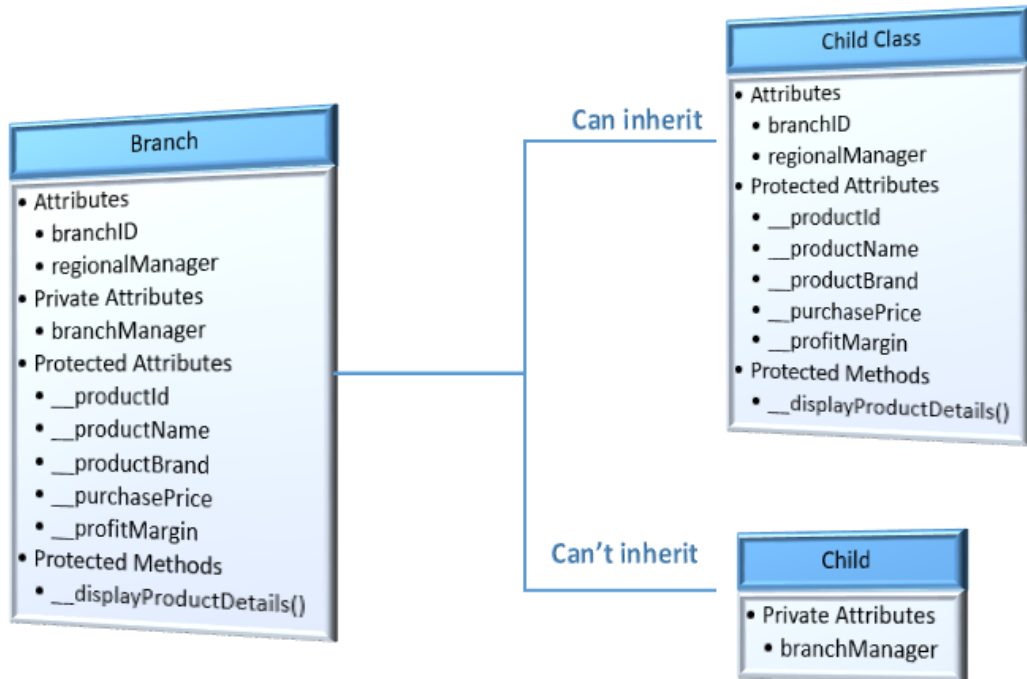 Branch
• Attributes
• branchID
• regionalManager
• Private Attributes
• branchManager
• Protected Attributes
• __productId
• __productName
• __productBrand
• __purchasePrice
• __profitMargin
• Protected Methods
• __displayProductDetails()
Can inherit
Child Class
• Attributes
• branchID
• regionalManager
• Protected Attributes
• __productId
• __productName
• __productBrand
• __purchasePrice
• __profitMargin
• Protected Methods
• __displayProductDetails()
Can't inherit
Child
• Private Attributes
• branchManager